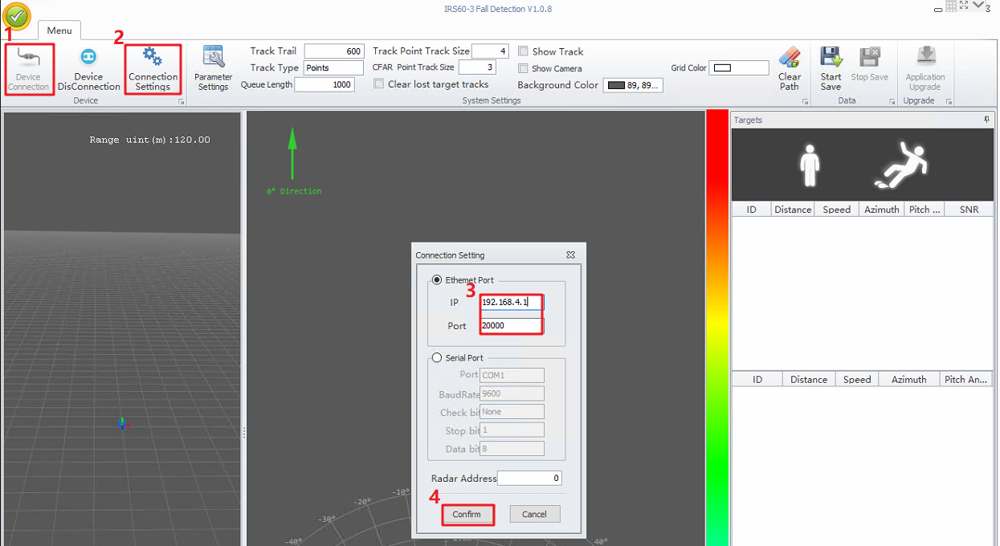 IRS60-3 Fall Detection V1.0.8
1
Menu
2
Device Connection
Device DisConnection
Connection Settings
Device
Parameter Settings
Track Trail 600
Track Type Points
Queue Length 1000
Track Point Track Size 4
CFAR Point Track Size 3
Clear lost target tracks
Show Track
Show Camera
Background Color 89, 89...
Grid Color
Clear Path
System Settings
Start Save
Stop Save
Data
Application Upgrade
Upgrade
Range uint(m):120.00
0° Direction
Targets
ID Distance Speed Azimuth Pitch ... SNR
ID Distance Speed Azimuth Pitch An...
Connection Setting
Ethernet Port
3
IP 192.168.4.1
Port 20000
Serial Port
Port COM1
BaudRate 9600
Check bit None
Stop bit 1
Data bit 8
Radar Address 0
4
Confirm
Cancel
-10°
-20°
-30°
-40°
40°